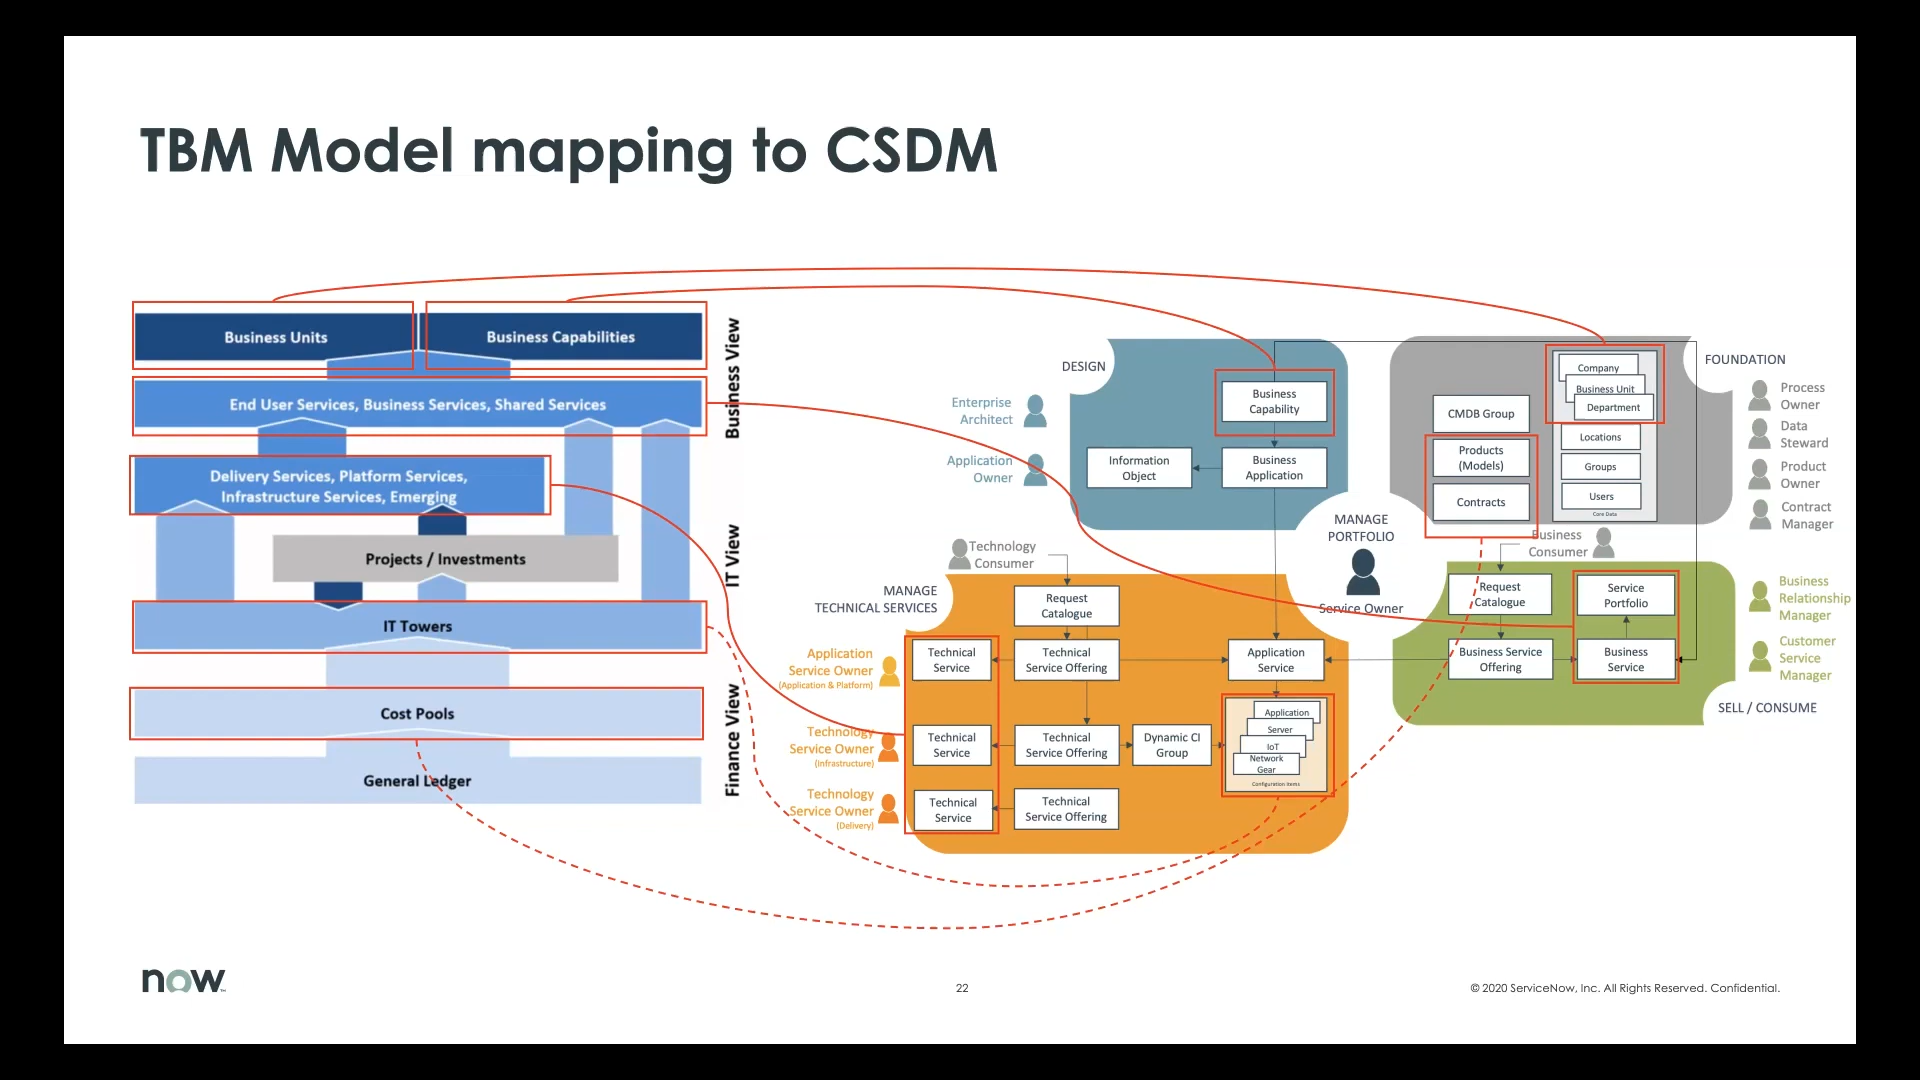 TBM Model mapping to CSDM
Business Units
Business Capabilities
End User Services, Business Services, Shared Services
Delivery Services, Platform Services,
Infrastructure Services, Emerging
Projects / Investments
IT Towers
Cost Pools
General Ledger
Business View
IT View
Finance View
DESIGN
Enterprise
Architect
Application
Owner
Business
Capability
Information
Object
Business
Application
MANAGE
PORTFOLIO
Service Owner
FOUNDATION
CMDB Group
Products
(Models)
Contracts
Company
Business Unit
Department
Locations
Groups
Users
Core Data
Process
Owner
Data
Steward
Product
Owner
Contract
Manager
Technology
Consumer
MANAGE
TECHNICAL SERVICES
Request
Catalogue
Application
Service Owner
(Application & Platform)
Technical
Service
Technical
Service Offering
Application
Service
Technology
Service Owner
(Infrastructure)
Technical
Service
Technical
Service Offering
Dynamic CI
Group
Application
Server
IoT
Network
Gear
Configuration Items
Technology
Service Owner
(Delivery)
Technical
Service
Technical
Service Offering
Business
Consumer
Request
Catalogue
Service
Portfolio
Business Service
Offering
Business
Service
Business
Relationship
Manager
Customer
Service
Manager
SELL / CONSUME
now
22
© 2020 ServiceNow, Inc. All Rights Reserved. Confidential.